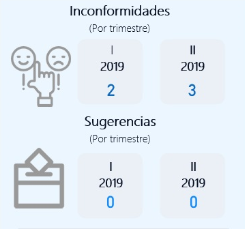 Inconformidades
(Por trimestre)
I II
2019 2019
2 3
Sugerencias
(Por trimestre)
I II
2019 2019
0 0